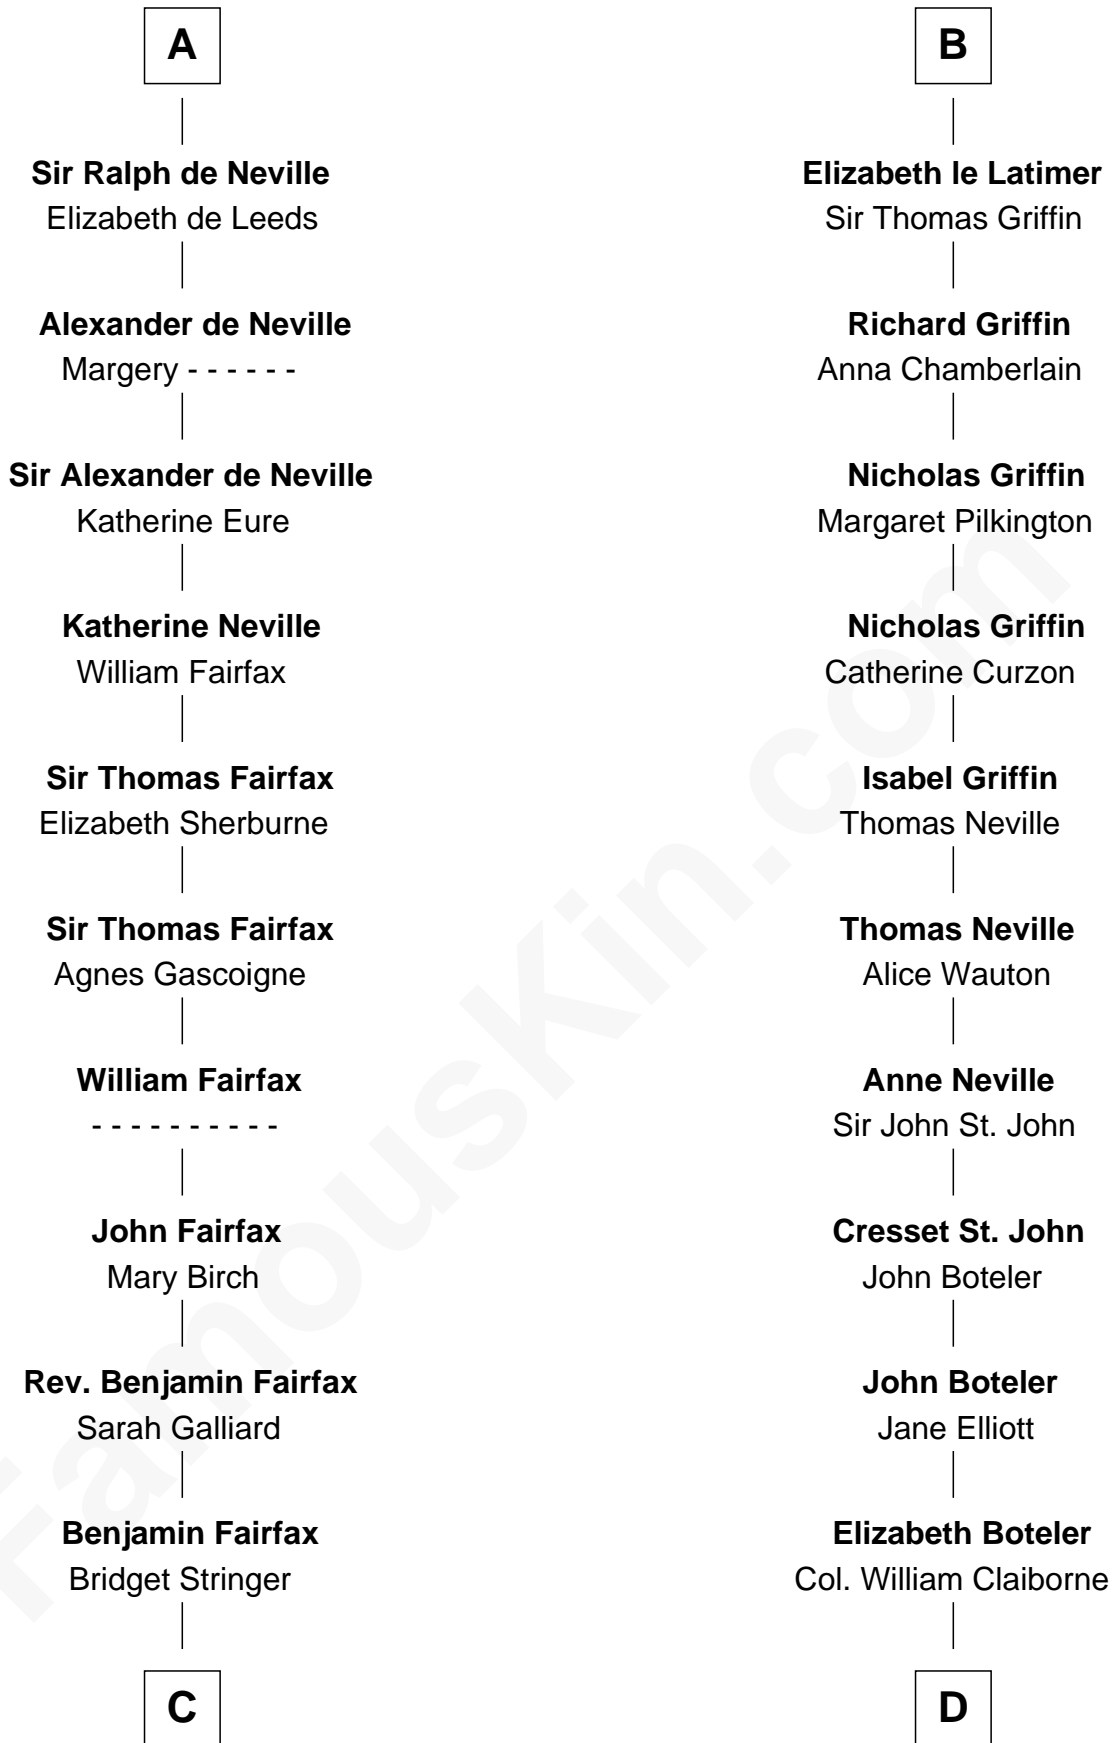 A
Sir Ralph de Neville
Elizabeth de Leeds
Alexander de Neville
Margery - - - - - -
Sir Alexander de Neville
Katherine Eure
Katherine Neville
William Fairfax
Sir Thomas Fairfax
Elizabeth Sherburne
Sir Thomas Fairfax
Agnes Gascoigne
William Fairfax
- - - - - - - - - -
John Fairfax
Mary Birch
Rev. Benjamin Fairfax
Sarah Galliard
Benjamin Fairfax
Bridget Stringer
C
B
Elizabeth le Latimer
Sir Thomas Griffin
Richard Griffin
Anna Chamberlain
Nicholas Griffin
Margaret Pilkington
Nicholas Griffin
Catherine Curzon
Isabel Griffin
Thomas Neville
Thomas Neville
Alice Wauton
Anne Neville
Sir John St. John
Cresset St. John
John Boteler
John Boteler
Jane Elliott
Elizabeth Boteler
Col. William Claiborne
D
FamousKin.com